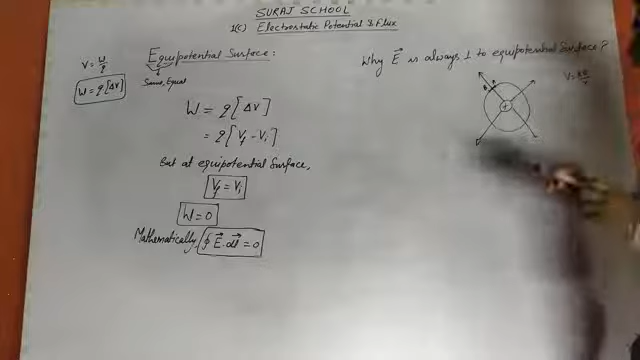 SURAJ SCHOOL
1(c) Electrostatic Potential & Flux
V = W/q
W = q[ΔV]
Equipotential Surface :
Same, Equal
W = q[ΔV]
= q[Vf - Vi]
But at equipotential Surface,
Vf = Vi
W = 0
Mathematically, ∮ E⃗.dl⃗ = 0
Why E⃗ is always ⊥ to equipotential Surface?
V = kQ/r
+